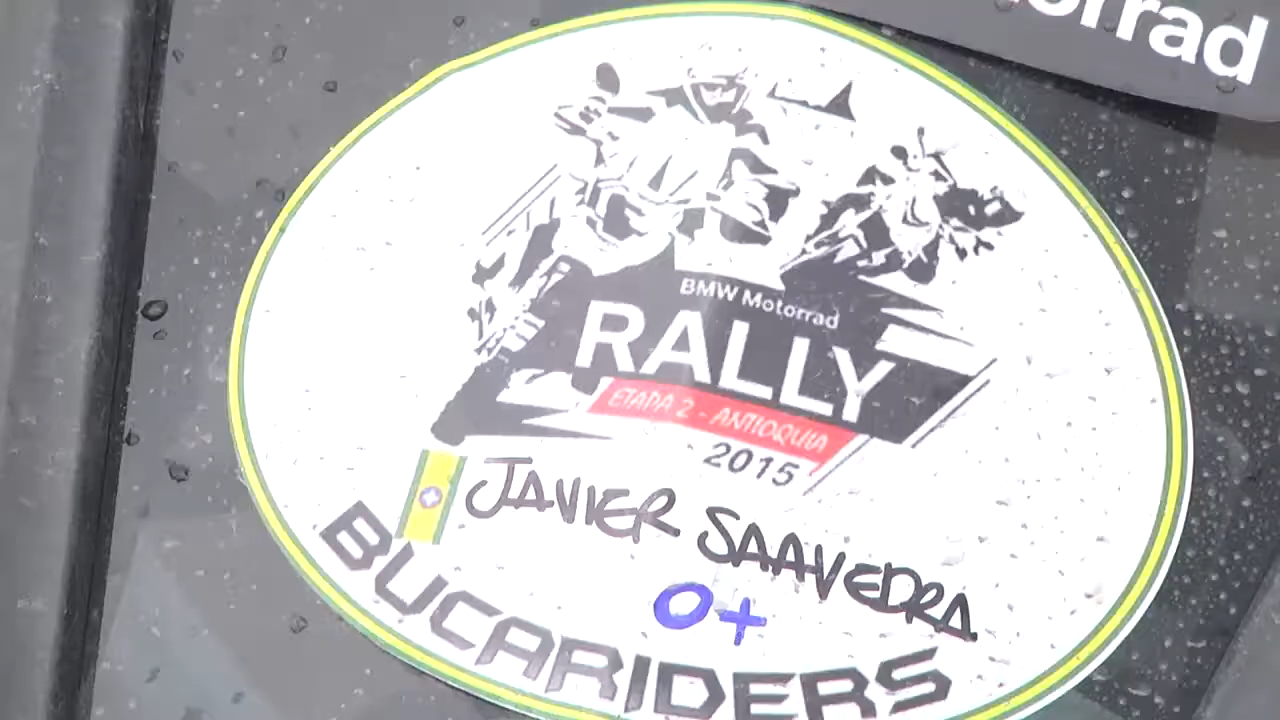 orrad
BMW Motorrad
RALLY
ETAPA 2 - ANTIOQUIA
2015
JAVIER SAAVEDRA
O+
BUCARIDERS